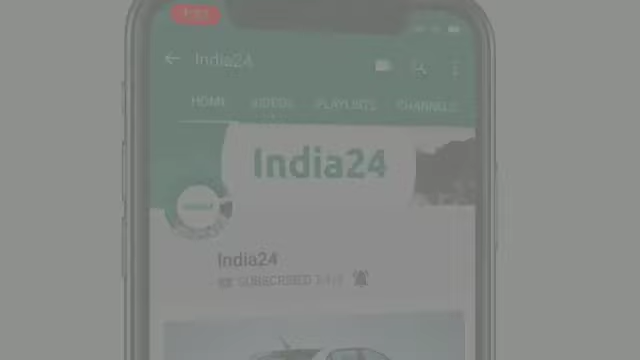 India24
HOME VIDEOS PLAYLISTS CHANNELS
India24
India24
SUBSCRIBED